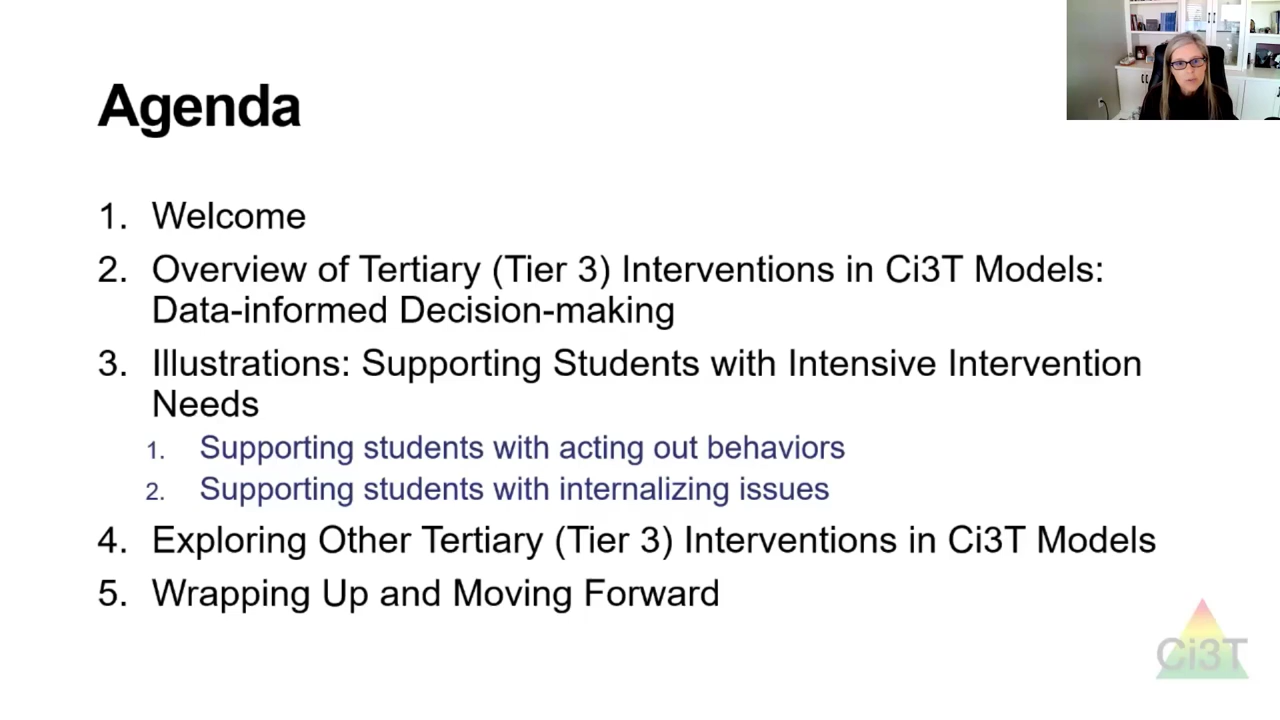 Agenda
1. Welcome
2. Overview of Tertiary (Tier 3) Interventions in Ci3T Models:
Data-informed Decision-making
3. Illustrations: Supporting Students with Intensive Intervention
Needs
1. Supporting students with acting out behaviors
2. Supporting students with internalizing issues
4. Exploring Other Tertiary (Tier 3) Interventions in Ci3T Models
5. Wrapping Up and Moving Forward
Ci3T